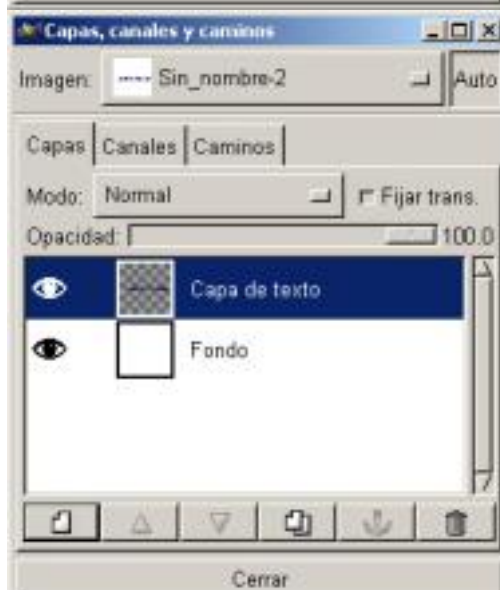 Capas, canales y caminos
Imagen: Sin_nombre-2 Auto
Capas Canales Caminos
Modo: Normal Fijar trans.
Opacidad: 100.0
Capa de texto
Fondo
Cerrar